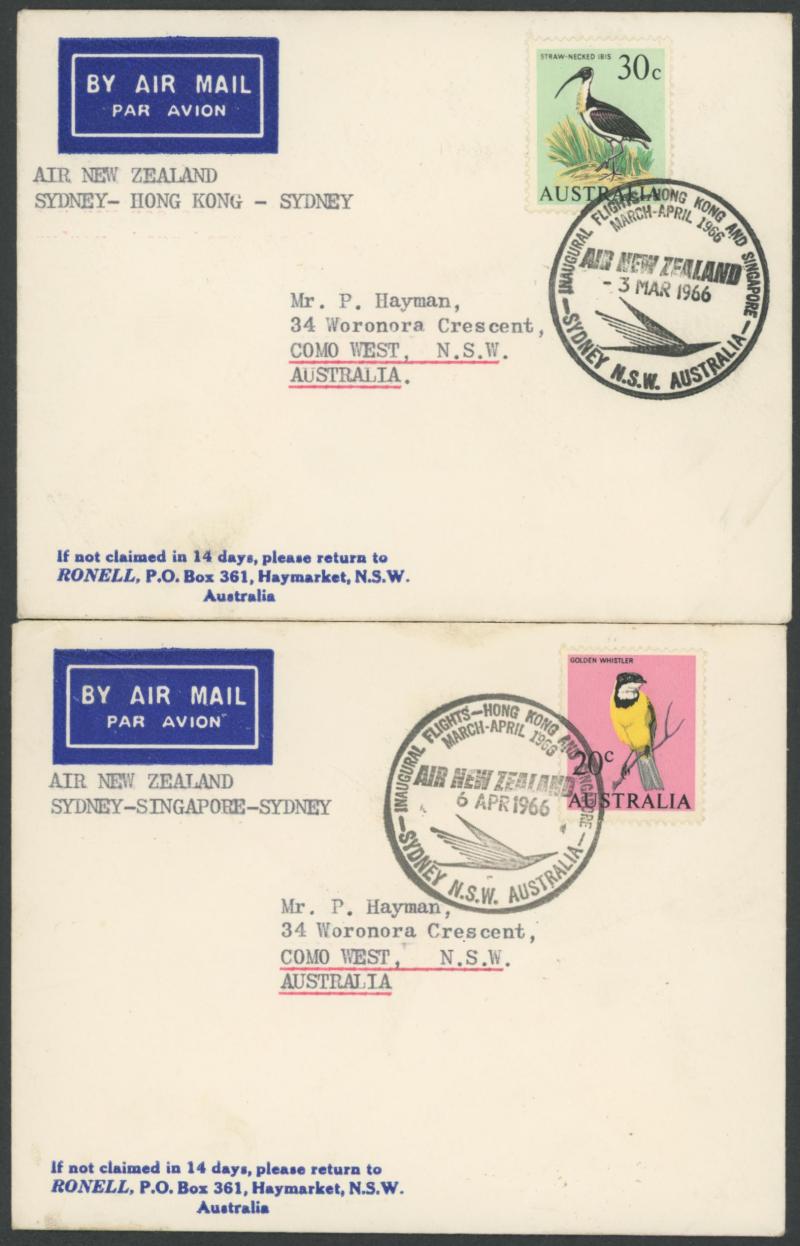 BY AIR MAIL
PAR AVION
AIR NEW ZEALAND
SYDNEY- HONG KONG - SYDNEY
STRAW-NECKED IBIS
30c
AUSTRALIA
INAUGURAL FLIGHTS-HONG KONG AND SINGAPORE
MARCH-APRIL 1966
AIR NEW ZEALAND
- 3 MAR 1966
SYDNEY N.S.W. AUSTRALIA
Mr. P. Hayman,
34 Woronora Crescent,
COMO WEST, N.S.W.
AUSTRALIA.
If not claimed in 14 days, please return to
RONELL, P.O. Box 361, Haymarket, N.S.W.
Australia
BY AIR MAIL
PAR AVION
AIR NEW ZEALAND
SYDNEY-SINGAPORE-SYDNEY
GOLDEN WHISTLER
20c
AUSTRALIA
INAUGURAL FLIGHTS-HONG KONG AND SINGAPORE
MARCH-APRIL 1966
AIR NEW ZEALAND
6 APR 1966
SYDNEY N.S.W. AUSTRALIA
Mr. P. Hayman,
34 Woronora Crescent,
COMO WEST, N.S.W.
AUSTRALIA
If not claimed in 14 days, please return to
RONELL, P.O. Box 361, Haymarket, N.S.W.
Australia